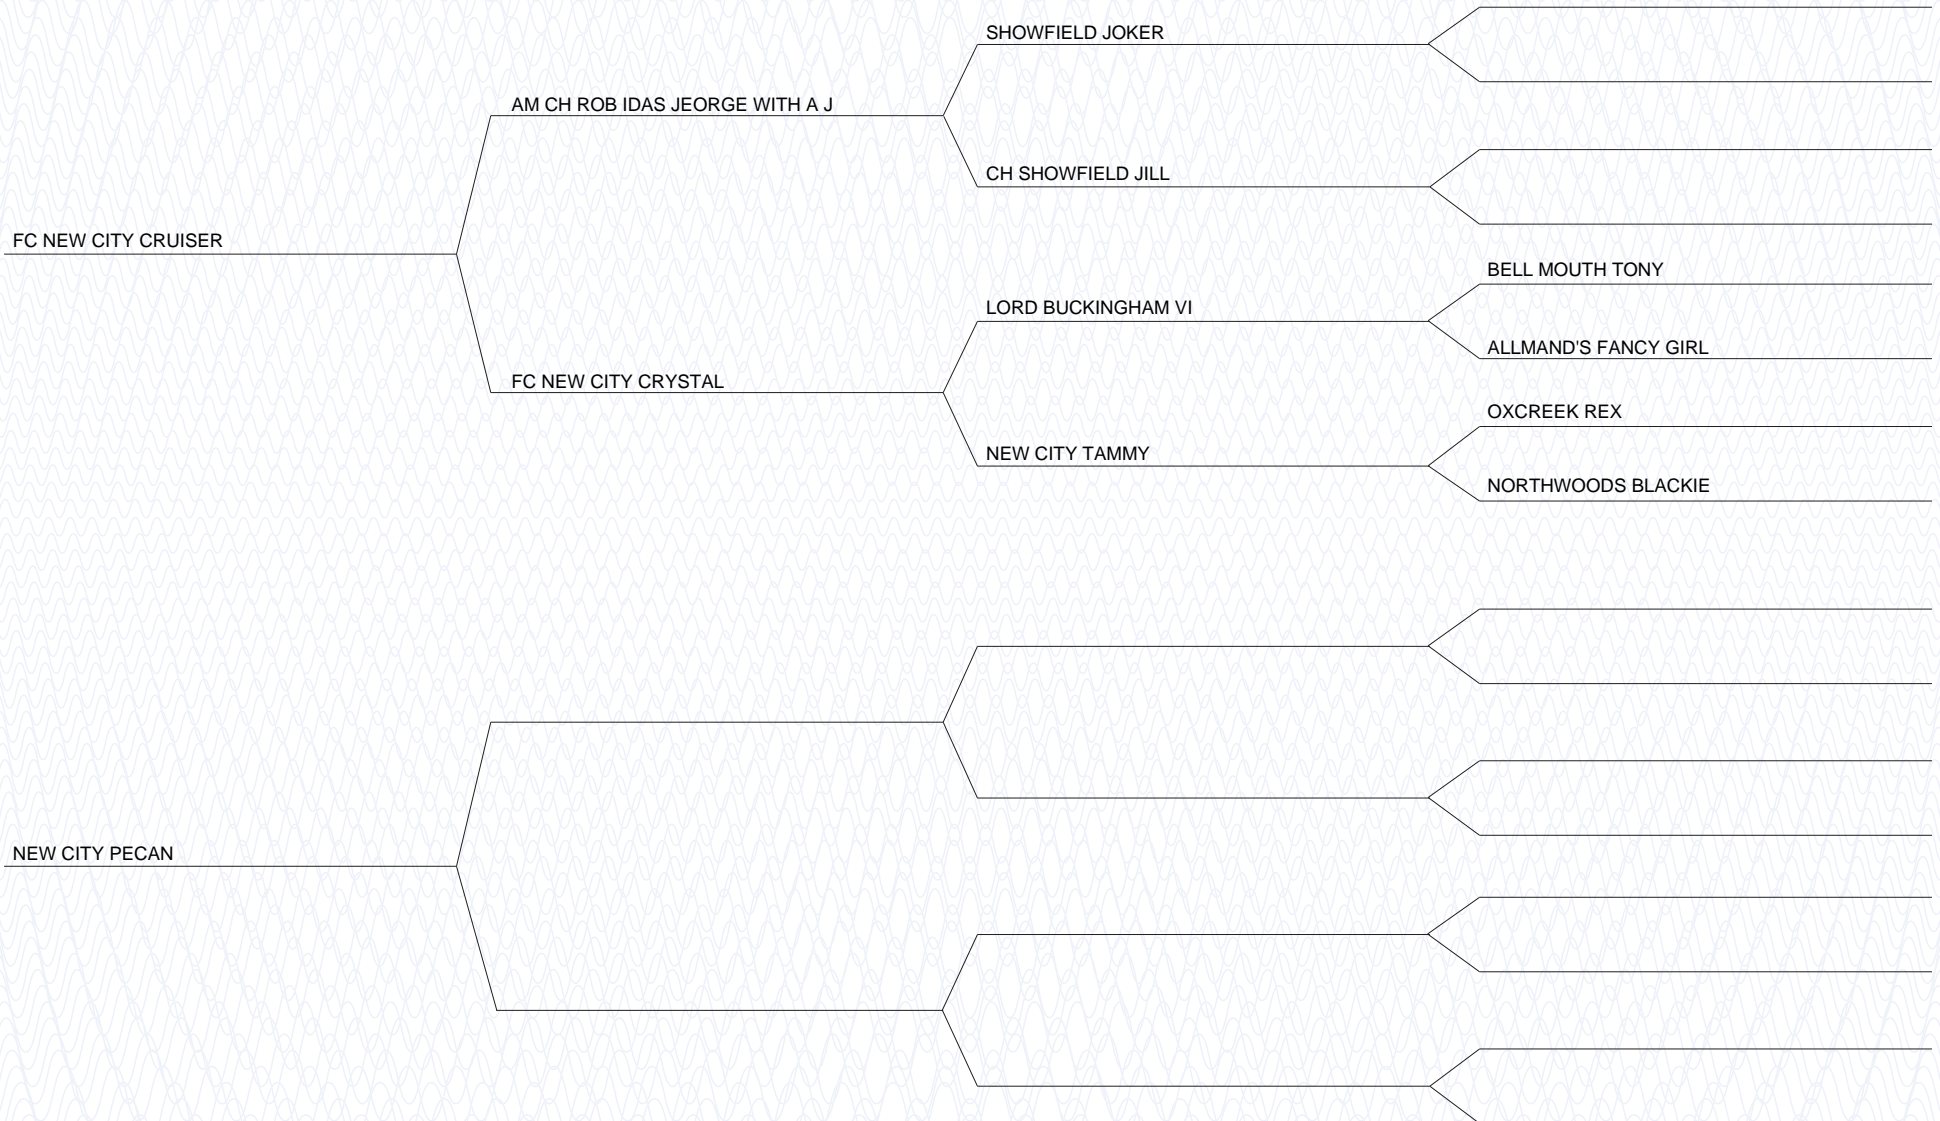 SHOWFIELD JOKER
AM CH ROB IDAS JEORGE WITH A J
CH SHOWFIELD JILL
FC NEW CITY CRUISER
BELL MOUTH TONY
LORD BUCKINGHAM VI
ALLMAND'S FANCY GIRL
FC NEW CITY CRYSTAL
OXCREEK REX
NEW CITY TAMMY
NORTHWOODS BLACKIE
NEW CITY PECAN